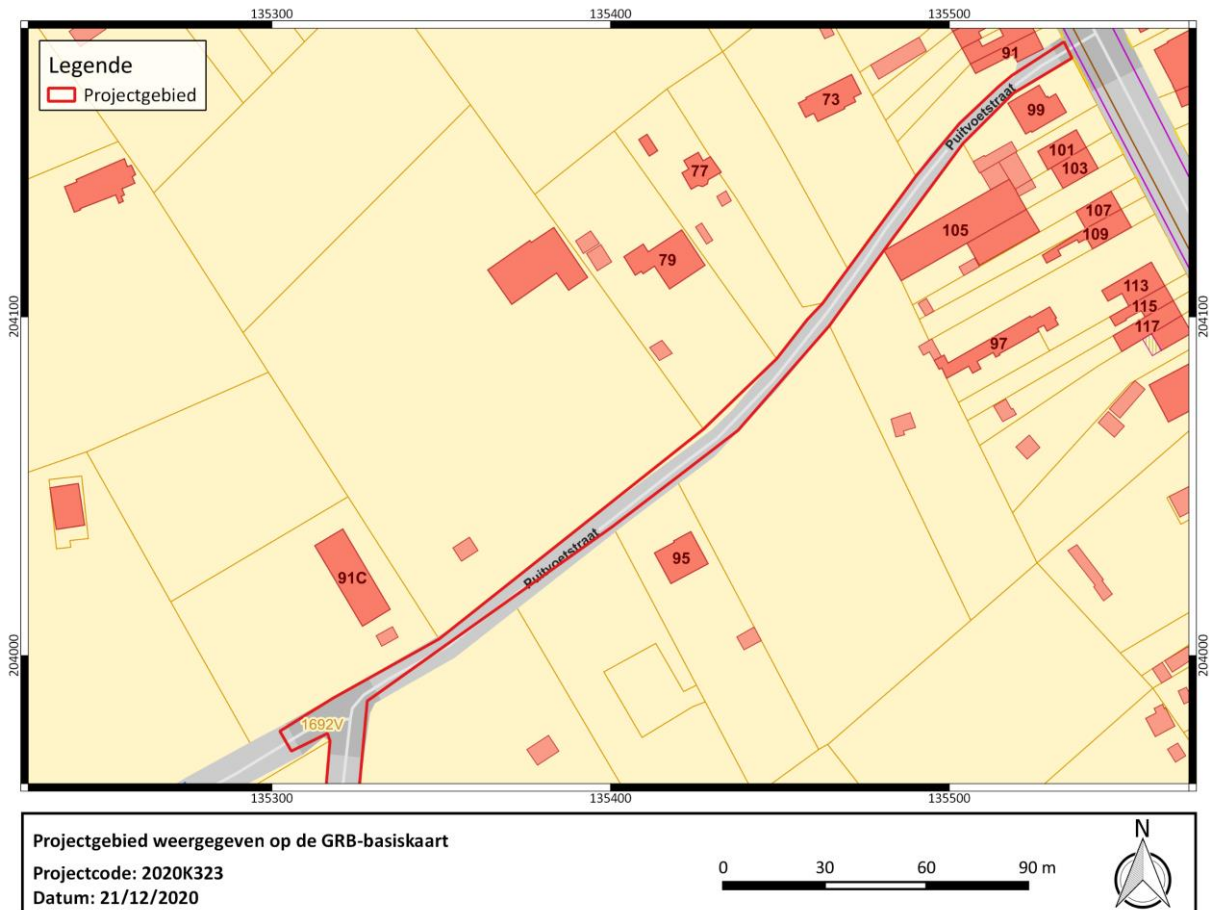 135300
135400
135500
Legende
Projectgebied
91
73
99
Puitvoetstraat
101
103
77
107
105
109
79
204100
204100
113
115
117
97
Puitvoetstraat
95
91C
204000
204000
1692V
135300
135400
135500
Projectgebied weergegeven op de GRB-basiskaart
Projectcode: 2020K323
Datum: 21/12/2020
0 30 60 90 m
N